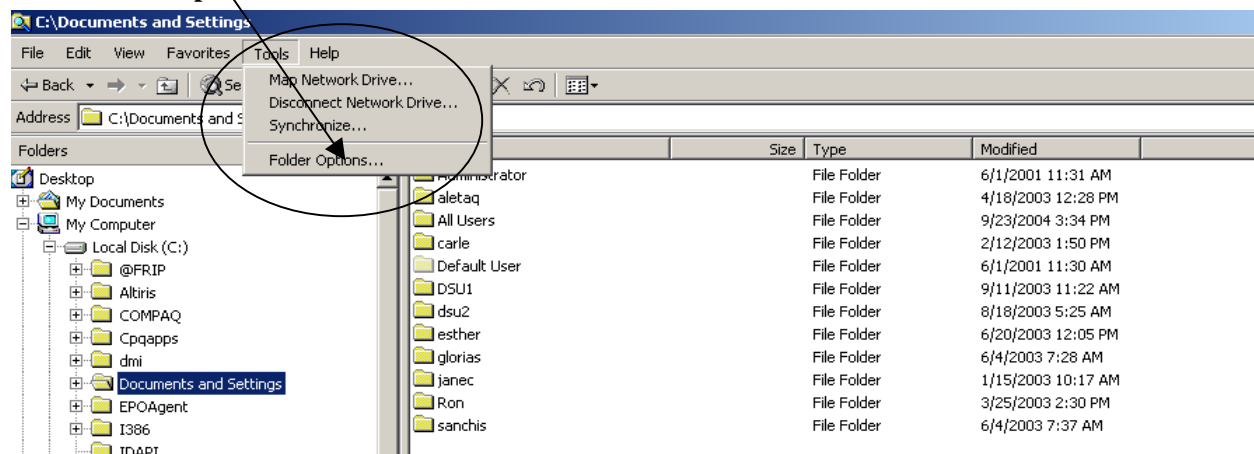 C:\Documents and Settings
File Edit View Favorites Tools Help
Back Se
Map Network Drive...
Disconnect Network Drive...
Synchronize...
Folder Options...
Address C:\Documents and S
Folders Size Type Modified
Desktop
My Documents
My Computer
Local Disk (C:)
@FRIP
Altiris
COMPAQ
Cpqapps
dmi
Documents and Settings
EPOAgent
I386
IDAPI
Administrator File Folder 6/1/2001 11:31 AM
aletaq File Folder 4/18/2003 12:28 PM
All Users File Folder 9/23/2004 3:34 PM
carle File Folder 2/12/2003 1:50 PM
Default User File Folder 6/1/2001 11:30 AM
DSU1 File Folder 9/11/2003 11:22 AM
dsu2 File Folder 8/18/2003 5:25 AM
esther File Folder 6/20/2003 12:05 PM
glorias File Folder 6/4/2003 7:28 AM
janec File Folder 1/15/2003 10:17 AM
Ron File Folder 3/25/2003 2:30 PM
sanchis File Folder 6/4/2003 7:37 AM